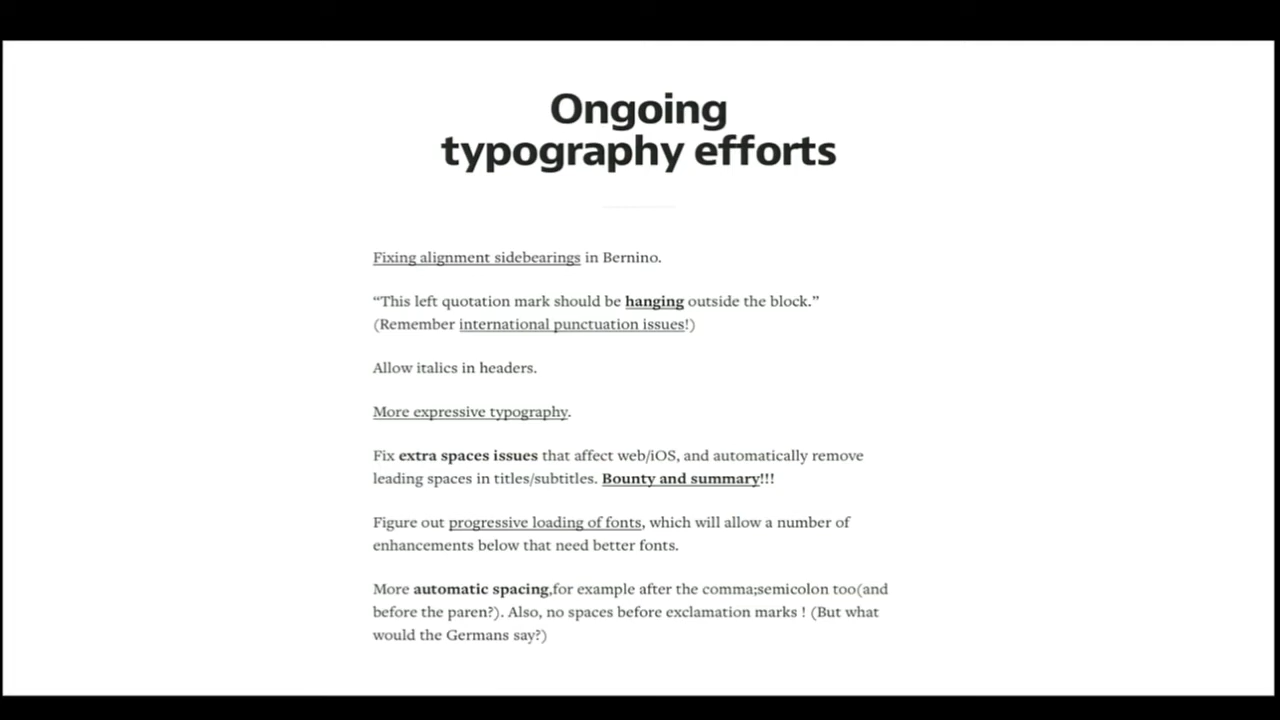 Ongoing
typography efforts
Fixing alignment sidebearings in Bernino.
“This left quotation mark should be hanging outside the block.”
(Remember international punctuation issues!)
Allow italics in headers.
More expressive typography.
Fix extra spaces issues that affect web/iOS, and automatically remove
leading spaces in titles/subtitles. Bounty and summary!!!
Figure out progressive loading of fonts, which will allow a number of
enhancements below that need better fonts.
More automatic spacing,for example after the comma;semicolon too(and
before the paren?). Also, no spaces before exclamation marks ! (But what
would the Germans say?)